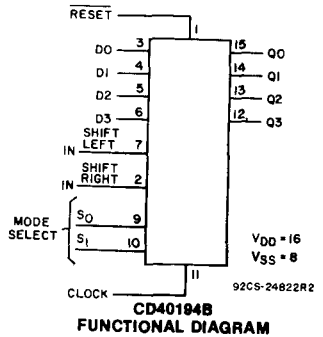 RESET
1
D0 3
D1 4
D2 5
D3 6
SHIFT LEFT IN 7
SHIFT RIGHT IN 2
MODE SELECT
S0 9
S1 10
CLOCK
11
15 Q0
14 Q1
13 Q2
12 Q3
VDD = 16
VSS = 8
92CS-24822R2
CD40194B
FUNCTIONAL DIAGRAM